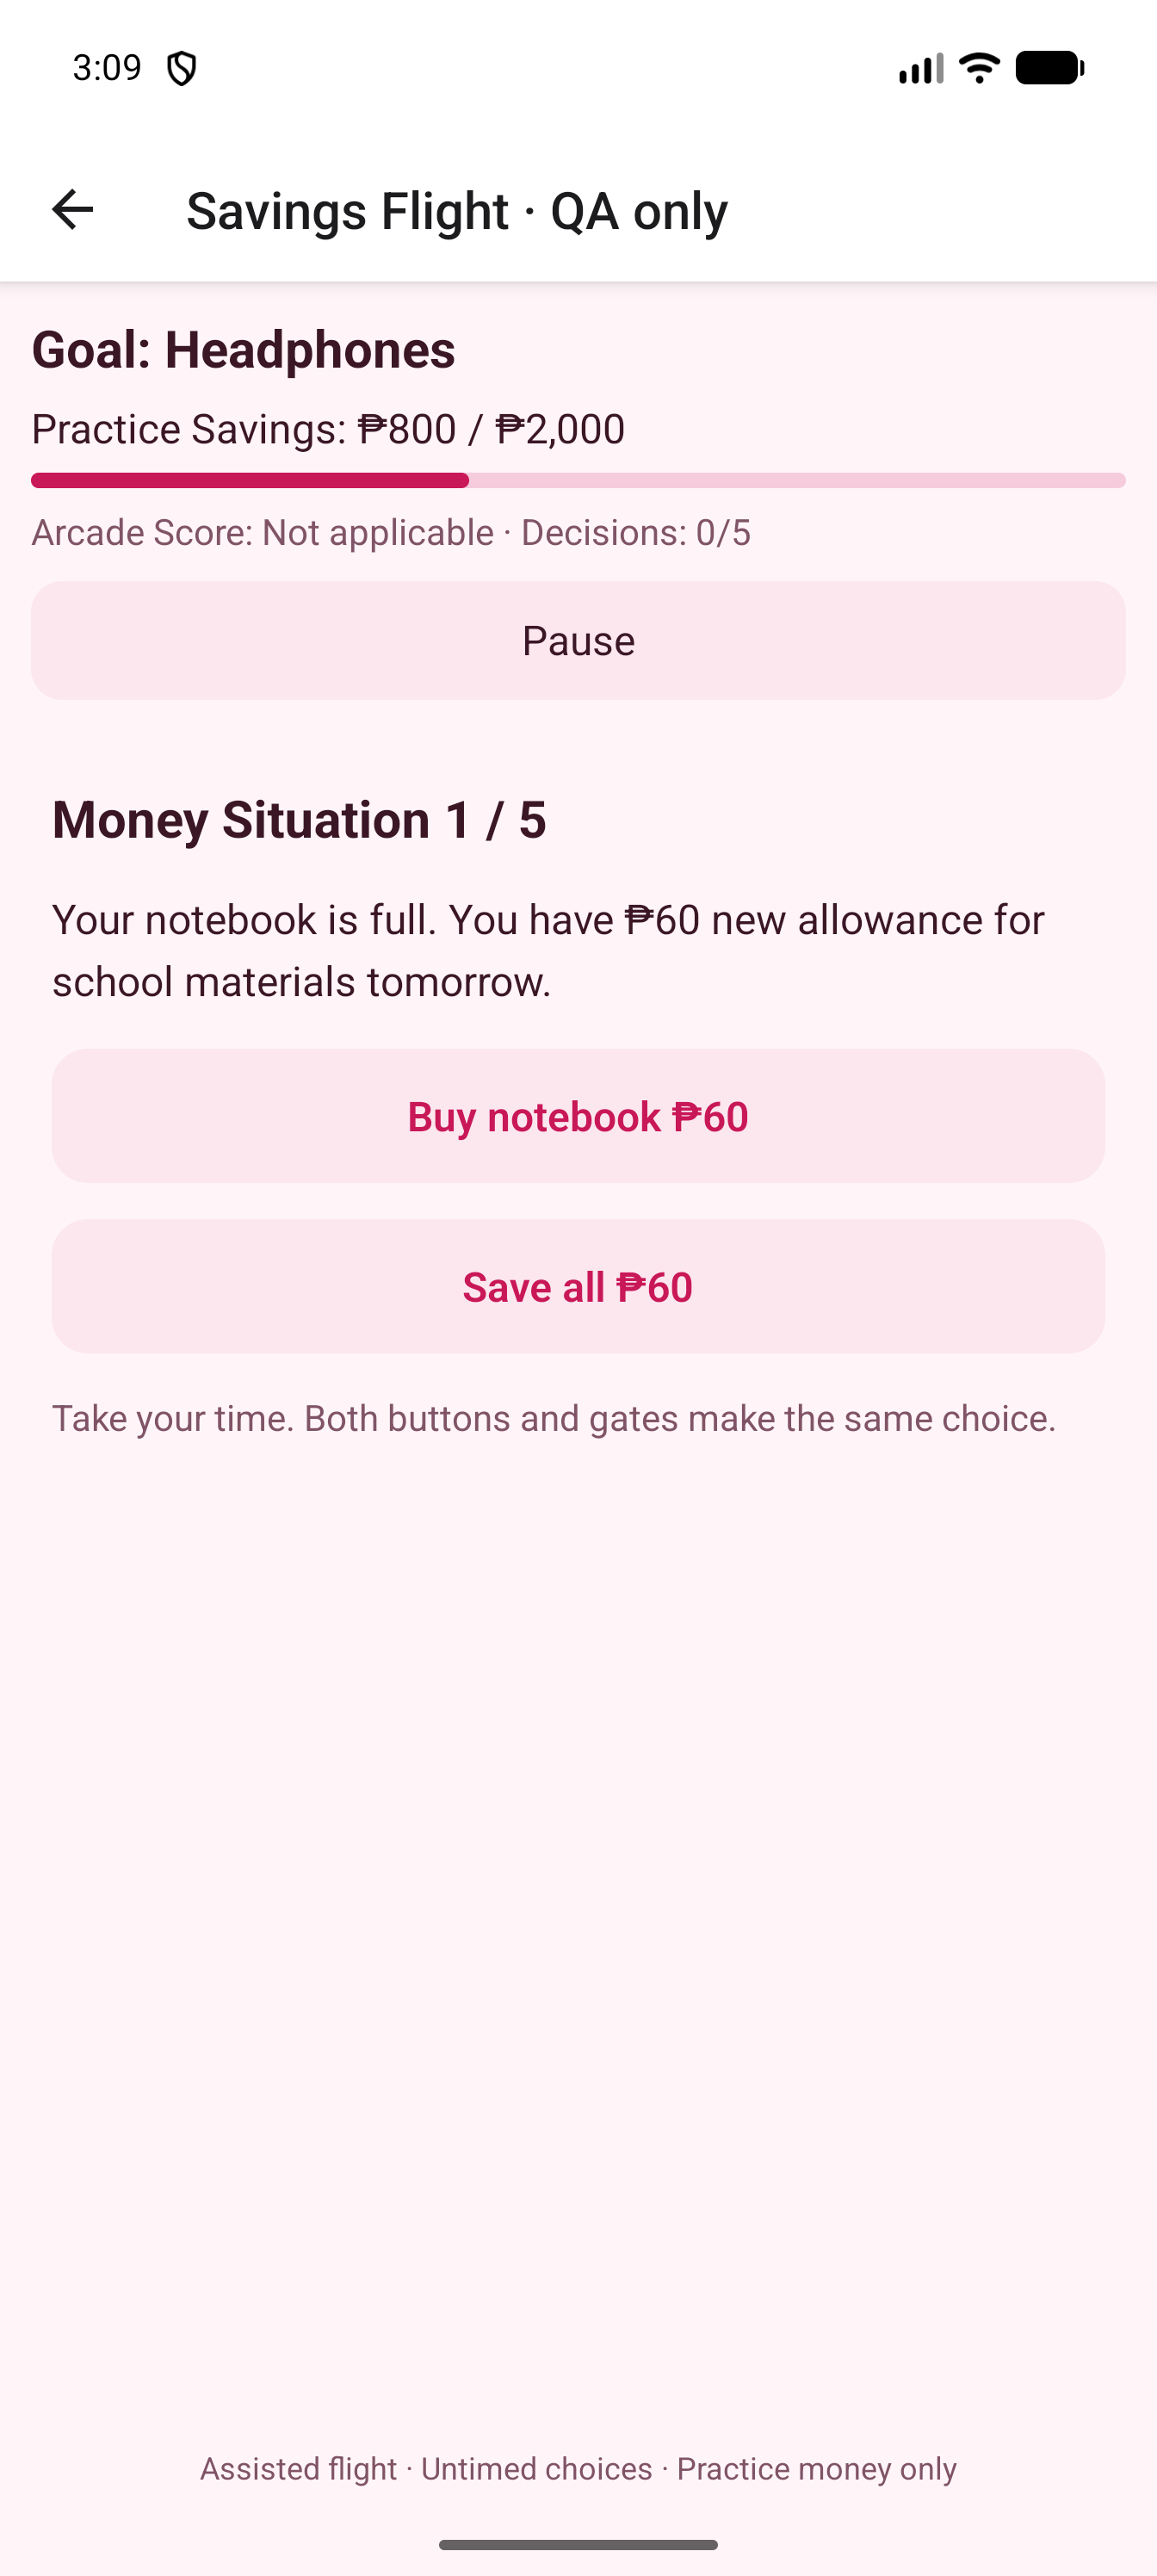 3:09
Savings Flight · QA only
Goal: Headphones
Practice Savings: ₱800 / ₱2,000
Arcade Score: Not applicable · Decisions: 0/5
Pause
Money Situation 1 / 5
Your notebook is full. You have ₱60 new allowance for
school materials tomorrow.
Buy notebook ₱60
Save all ₱60
Take your time. Both buttons and gates make the same choice.
Assisted flight · Untimed choices · Practice money only